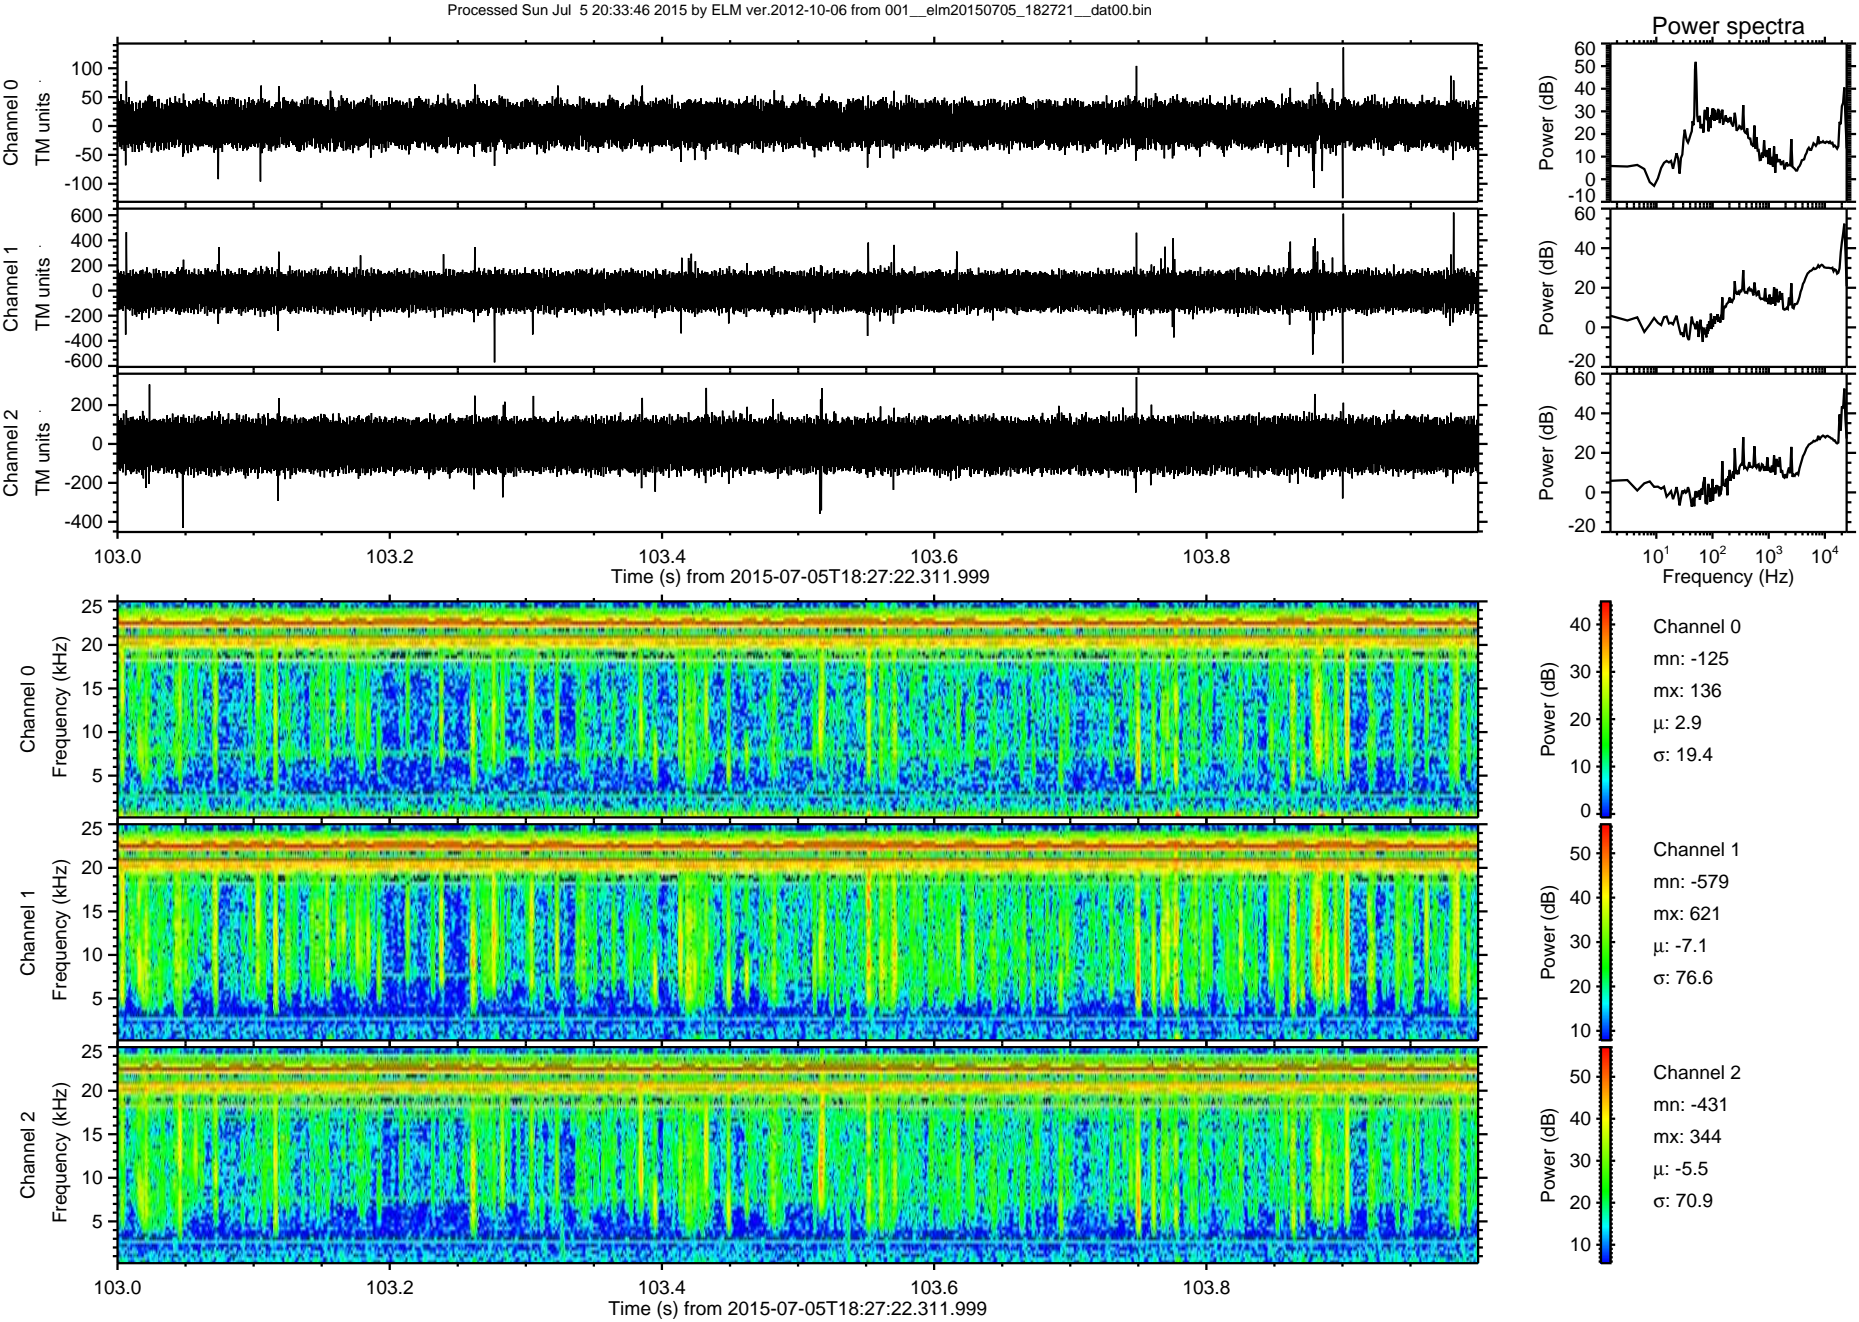 Processed Sun Jul  5 20:33:46 2015 by ELM ver.2012-10-06 from 001__elm20150705_182721__dat00.bin
Power spectra
Channel 0
TM units
100
50
0
-50
-100
Power (dB)
60
50
40
30
20
10
0
-10
Channel 1
TM units
600
400
200
0
-200
-400
-600
Power (dB)
60
40
20
0
-20
Channel 2
TM units
200
0
-200
-400
Power (dB)
60
40
20
0
-20
103.0 103.2 103.4 103.6 103.8
Time (s) from 2015-07-05T18:27:22.311.999
10¹ 10² 10³ 10⁴
Frequency (Hz)
Channel 0
Frequency (kHz)
25
20
15
10
5
Power (dB)
40
30
20
10
0
Channel 0
mn: -125
mx: 136
μ: 2.9
σ: 19.4
Channel 1
Frequency (kHz)
25
20
15
10
5
Power (dB)
50
40
30
20
10
Channel 1
mn: -579
mx: 621
μ: -7.1
σ: 76.6
Channel 2
Frequency (kHz)
25
20
15
10
5
Power (dB)
50
40
30
20
10
Channel 2
mn: -431
mx: 344
μ: -5.5
σ: 70.9
103.0 103.2 103.4 103.6 103.8
Time (s) from 2015-07-05T18:27:22.311.999